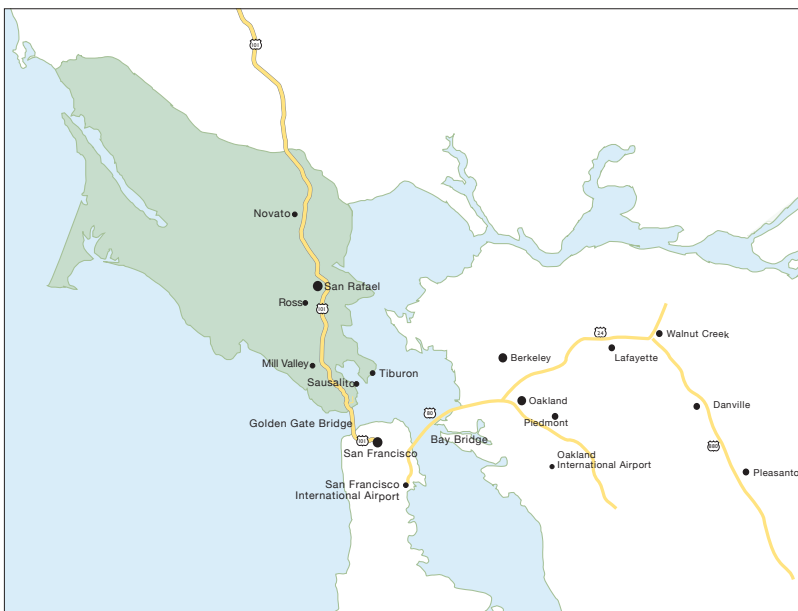 101
Novato
San Rafael
Ross
101
24
Walnut Creek
Mill Valley
Berkeley
Lafayette
Tiburon
Sausalito
Oakland
Danville
80
Piedmont
Golden Gate Bridge
101
Bay Bridge
680
San Francisco
Oakland
International Airport
Pleasanto
San Francisco
International Airport